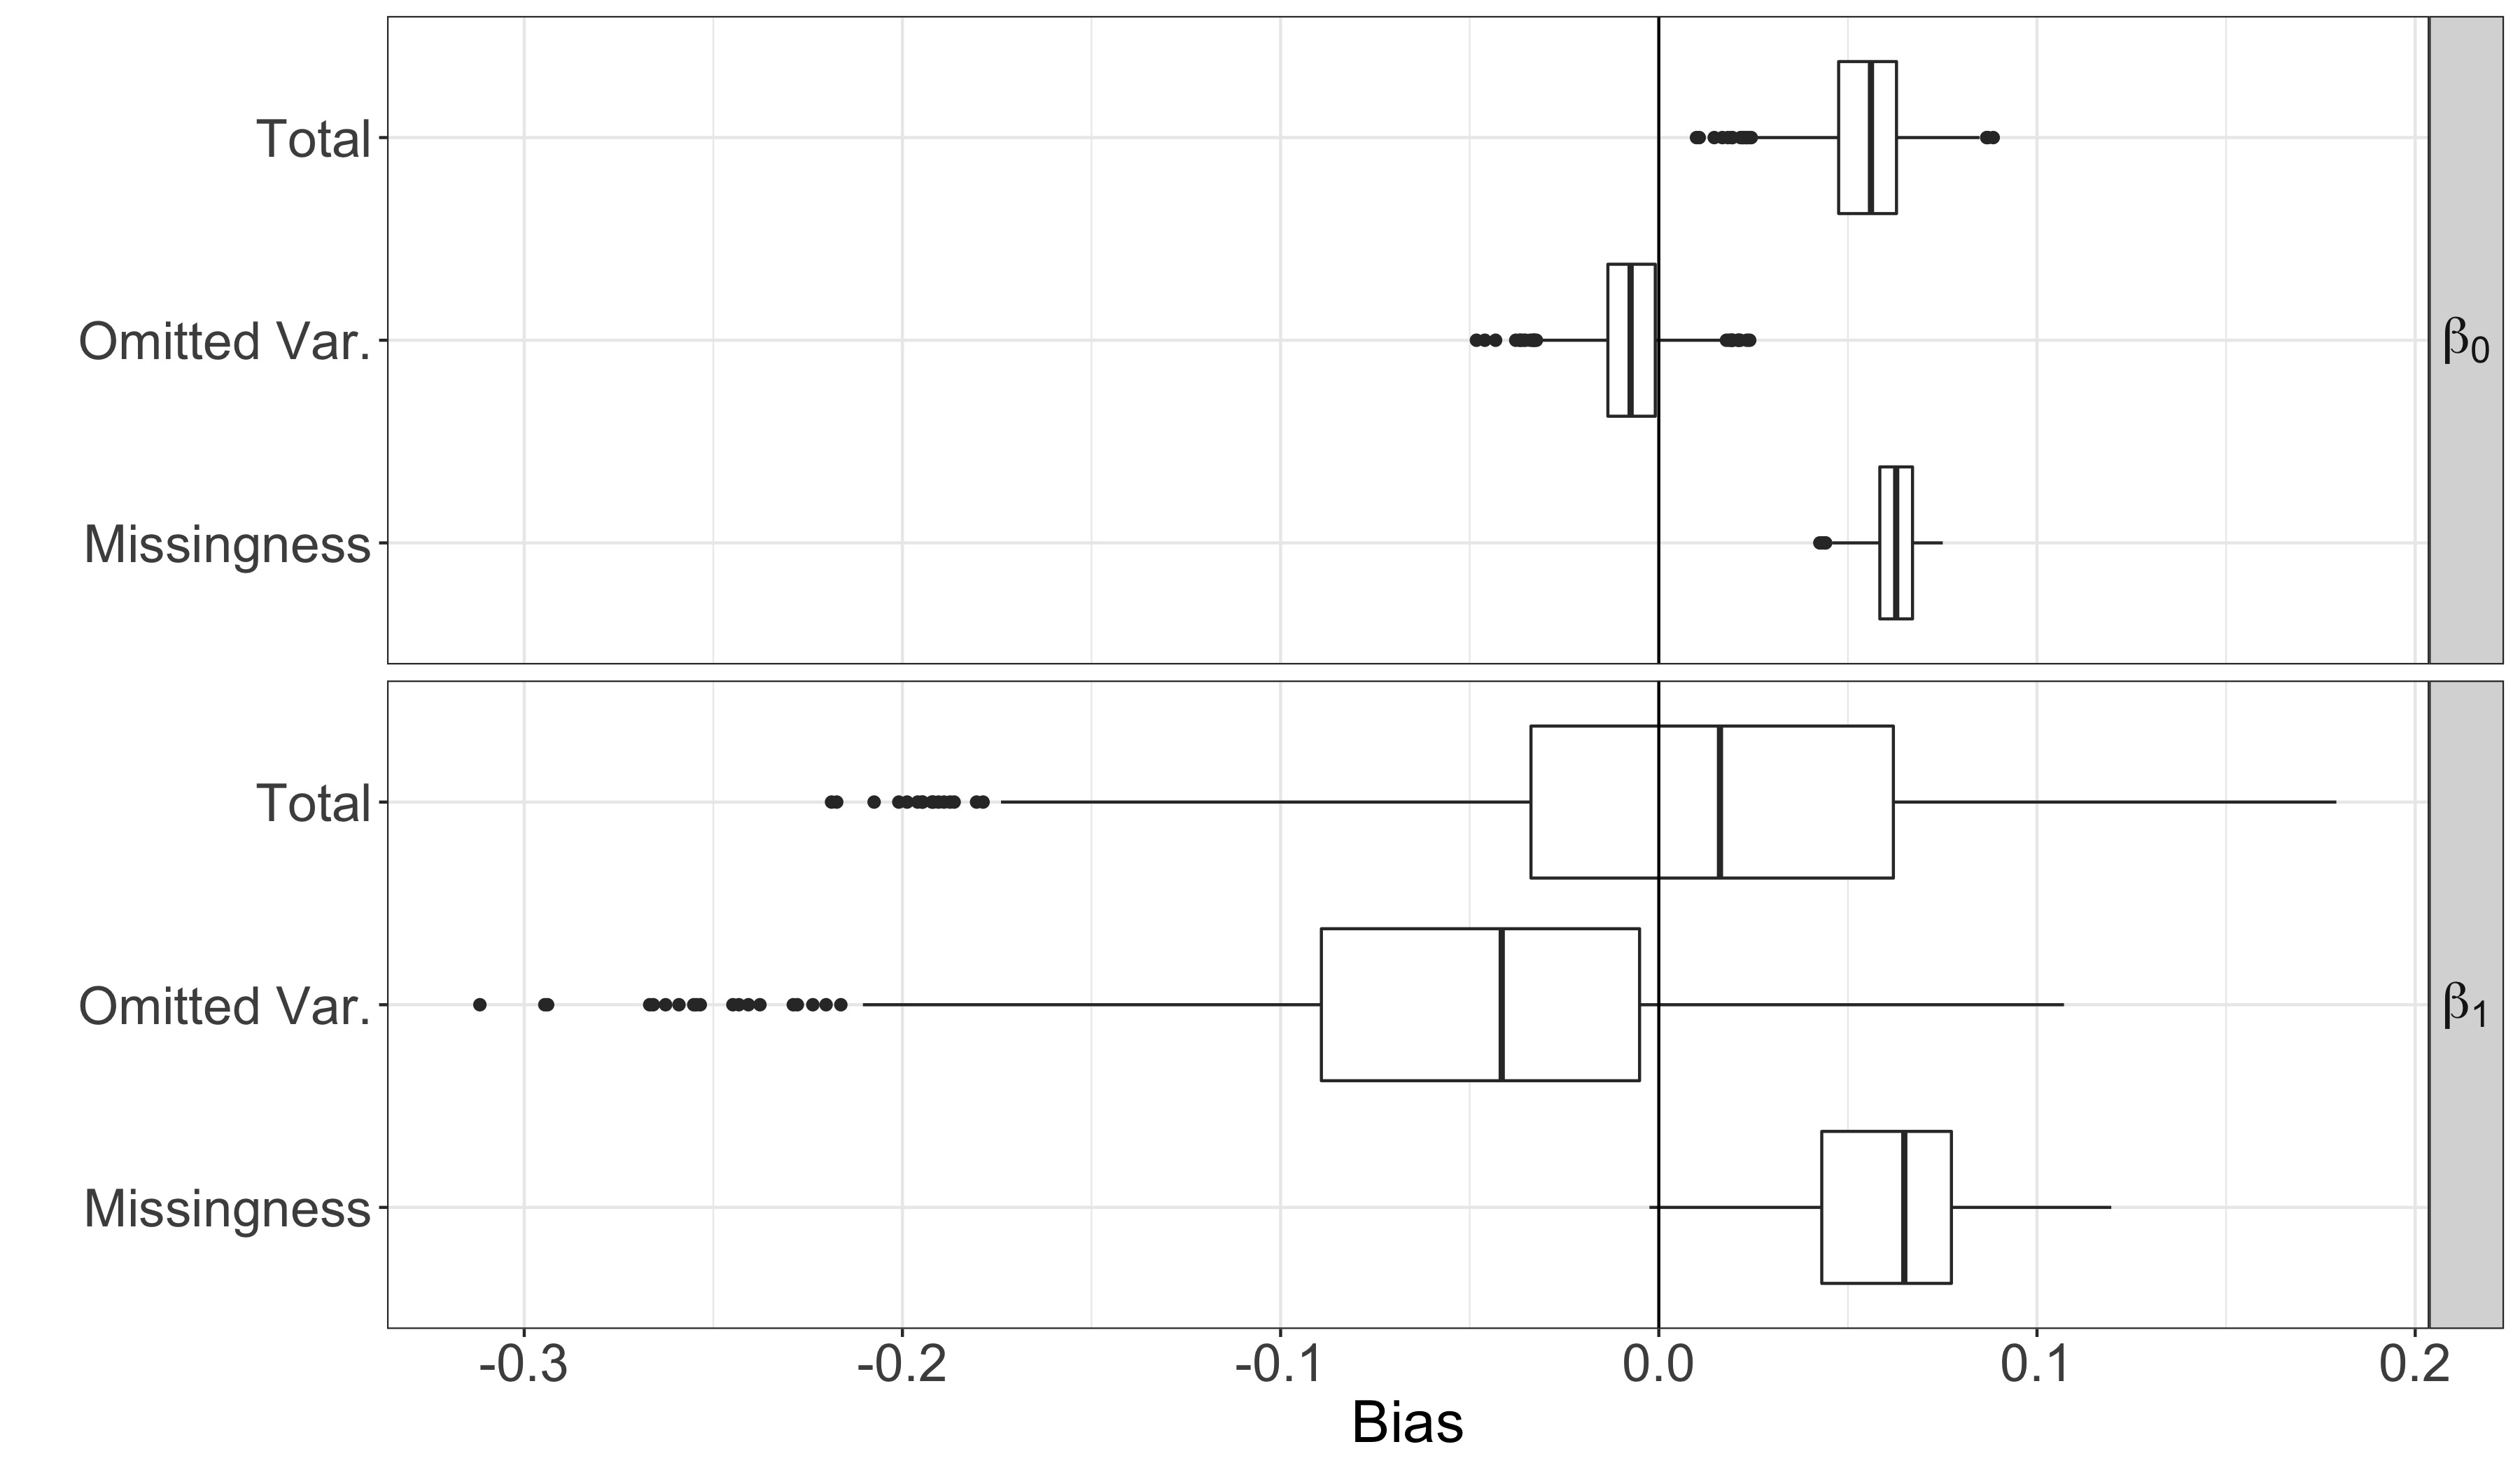 Total
Omitted Var.
Missingness
β₀
Total
Omitted Var.
Missingness
β₁
-0.3 -0.2 -0.1 0.0 0.1 0.2
Bias